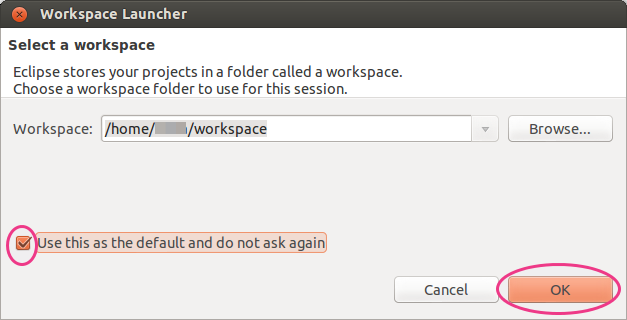 Workspace Launcher
Select a workspace
Eclipse stores your projects in a folder called a workspace.
Choose a workspace folder to use for this session.
Workspace: /home/ /workspace Browse...
Use this as the default and do not ask again
Cancel OK